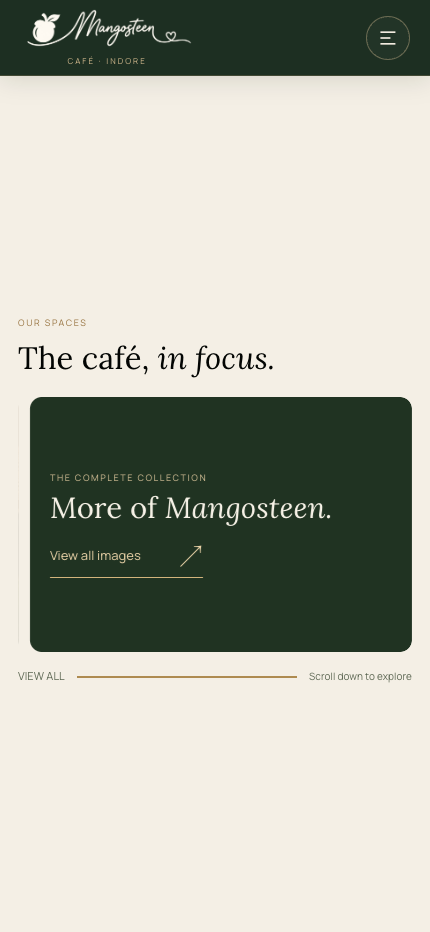 Mangosteen
CAFÉ · INDORE
OUR SPACES
The café, in focus.
THE COMPLETE COLLECTION
More of Mangosteen.
View all images
VIEW ALL
Scroll down to explore